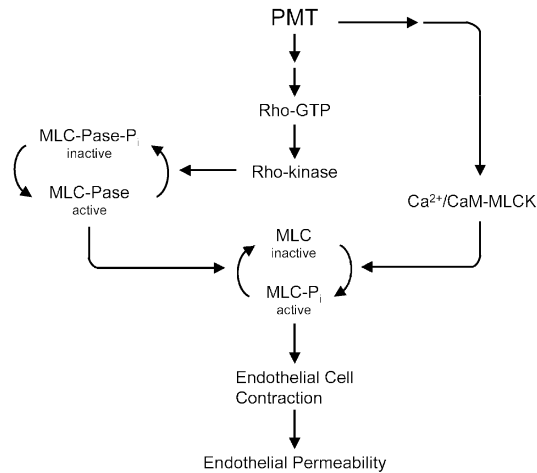 PMT
Rho-GTP
MLC-Pase-Pi
inactive
Rho-kinase
MLC-Pase
active
Ca2+/CaM-MLCK
MLC
inactive
MLC-Pi
active
Endothelial Cell
Contraction
Endothelial Permeability